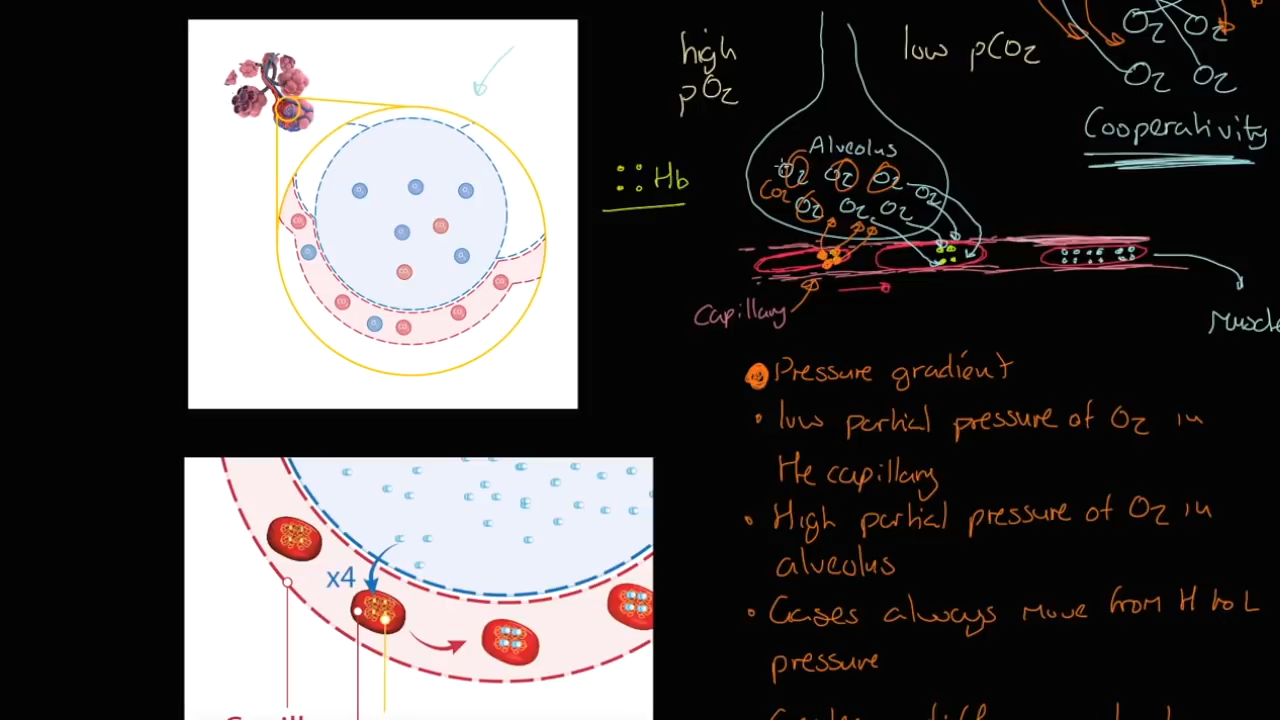 O2 O2
O2 O2
Cooperativity
high
pO2
low pCO2
Alveolus
O2 O2 O2 O2
CO2 O2 O2 O2
:: Hb
Capillary
Muscle
Pressure gradient
• low partial pressure of O2 in
the capillary
• High partial pressure of O2 in
alveolus
• Gases always move from H to L
pressure
x4